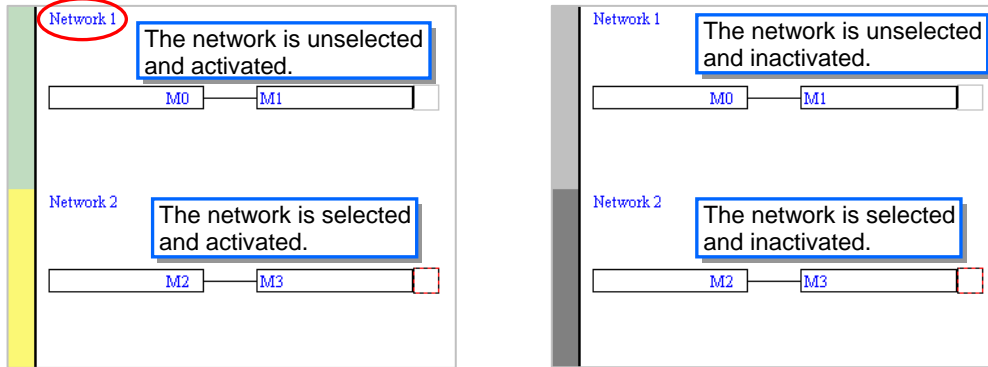 Network 1
The network is unselected
and activated.
M0 M1
Network 2
The network is selected
and activated.
M2 M3
Network 1
The network is unselected
and inactivated.
M0 M1
Network 2
The network is selected
and inactivated.
M2 M3